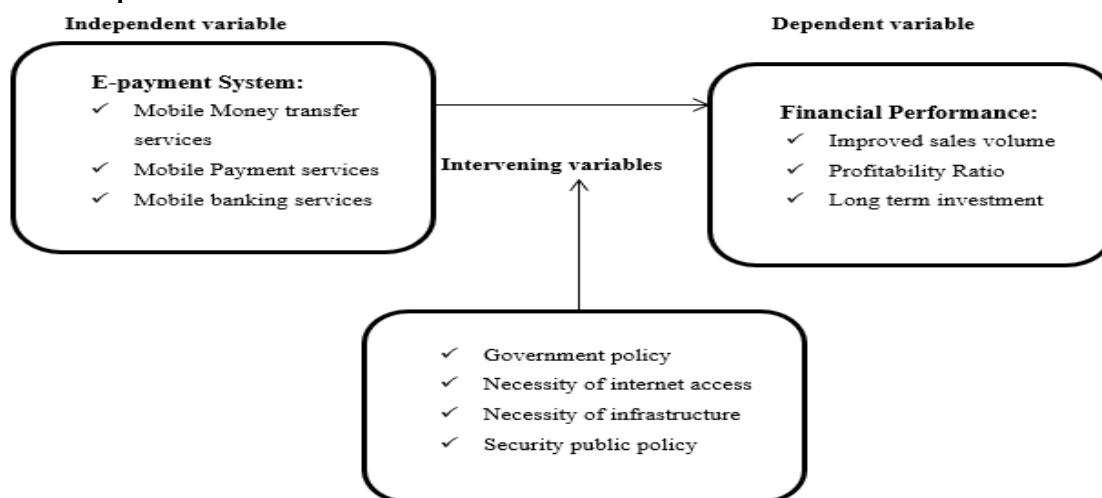 Independent variable
Dependent variable
E-payment System:
✓ Mobile Money transfer
services
✓ Mobile Payment services
✓ Mobile banking services
Intervening variables
Financial Performance:
✓ Improved sales volume
✓ Profitability Ratio
✓ Long term investment
✓ Government policy
✓ Necessity of internet access
✓ Necessity of infrastructure
✓ Security public policy